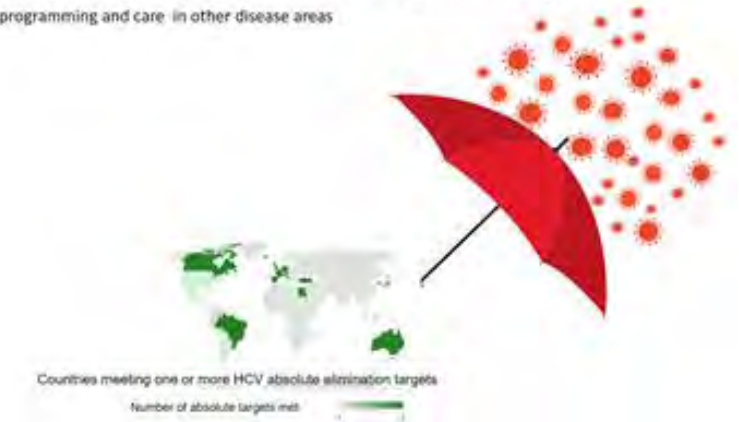 programming and care in other disease areas
Countries meeting one or more HCV absolute elimination targets
Number of absolute targets met